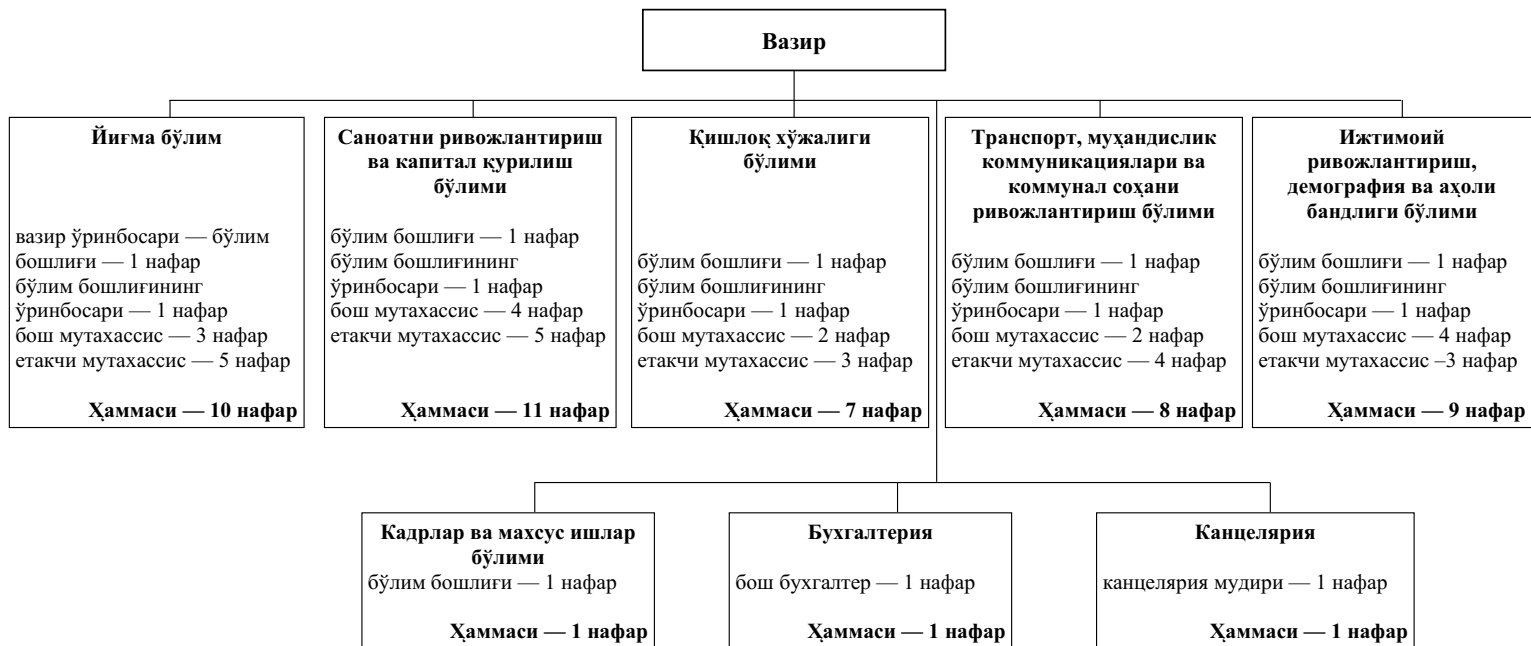 Вазир
Йиғма бўлим
вазир ўринбосари — бўлим
бошлиғи — 1 нафар
бўлим бошлиғининг
ўринбосари — 1 нафар
бош мутахассис — 3 нафар
етакчи мутахассис — 5 нафар
Ҳаммаси — 10 нафар
Саноатни ривожлантириш
ва капитал қурилиш
бўлими
бўлим бошлиғи — 1 нафар
бўлим бошлиғининг
ўринбосари — 1 нафар
бош мутахассис — 4 нафар
етакчи мутахассис — 5 нафар
Ҳаммаси — 11 нафар
Қишлоқ хўжалиги
бўлими
бўлим бошлиғи — 1 нафар
бўлим бошлиғининг
ўринбосари — 1 нафар
бош мутахассис — 2 нафар
етакчи мутахассис — 3 нафар
Ҳаммаси — 7 нафар
Транспорт, муҳандислик
коммуникациялари ва
коммунал соҳани
ривожлантириш бўлими
бўлим бошлиғи — 1 нафар
бўлим бошлиғининг
ўринбосари — 1 нафар
бош мутахассис — 2 нафар
етакчи мутахассис — 4 нафар
Ҳаммаси — 8 нафар
Ижтимоий
ривожлантириш,
демография ва аҳоли
бандлиги бўлими
бўлим бошлиғи — 1 нафар
бўлим бошлиғининг
ўринбосари — 1 нафар
бош мутахассис — 4 нафар
етакчи мутахассис –3 нафар
Ҳаммаси — 9 нафар
Кадрлар ва махсус ишлар
бўлими
бўлим бошлиғи — 1 нафар
Ҳаммаси — 1 нафар
Бухгалтерия
бош бухгалтер — 1 нафар
Ҳаммаси — 1 нафар
Канцелярия
канцелярия мудири — 1 нафар
Ҳаммаси — 1 нафар